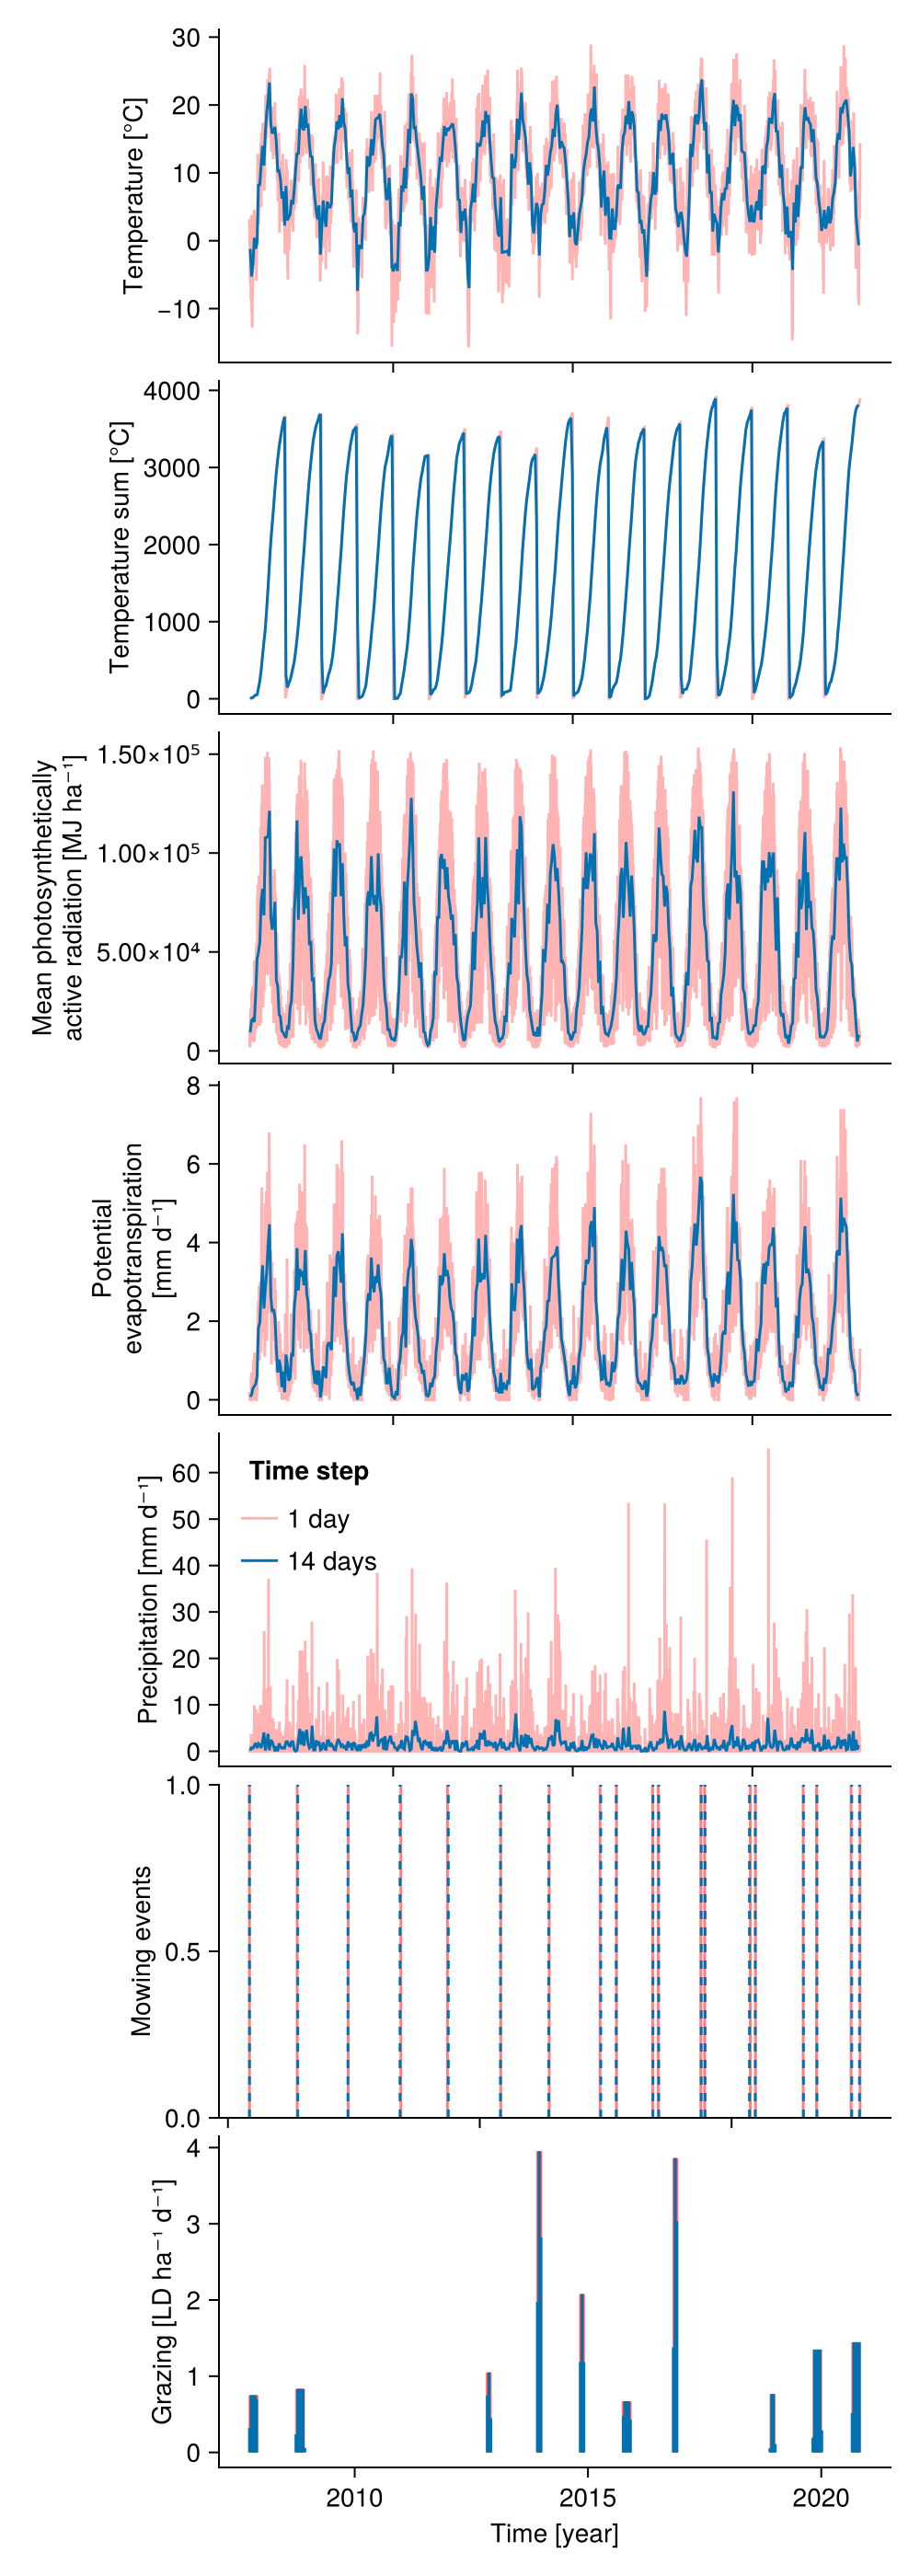 30
20
10
0
−10
Temperature [°C]
4000
3000
2000
1000
0
Temperature sum [°C]
1.50×10⁵
1.00×10⁵
5.00×10⁴
0
Mean photosynthetically
active radiation [MJ ha⁻¹]
8
6
4
2
0
Potential
evapotranspiration
[mm d⁻¹]
60
50
40
30
20
10
0
Precipitation [mm d⁻¹]
Time step
1 day
14 days
1.0
0.5
0.0
Mowing events
4
3
2
1
0
Grazing [LD ha⁻¹ d⁻¹]
2010 2015 2020
Time [year]